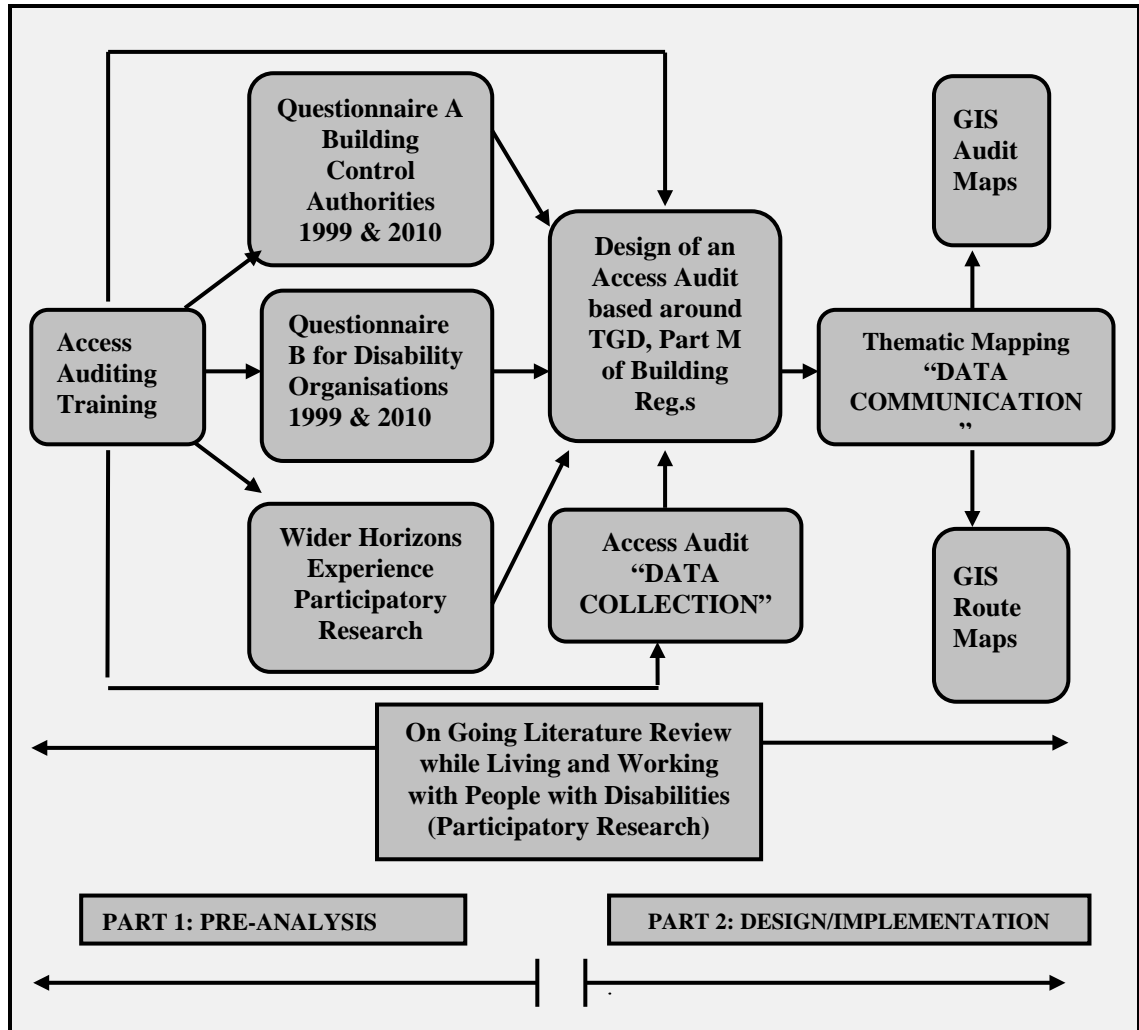 Questionnaire A
Building
Control
Authorities
1999 & 2010
GIS
Audit
Maps
Design of an
Access Audit
based around
TGD, Part M
of Building
Reg.s
Access
Auditing
Training
Questionnaire
B for Disability
Organisations
1999 & 2010
Thematic Mapping
“DATA
COMMUNICATION
”
Wider Horizons
Experience
Participatory
Research
Access Audit
“DATA
COLLECTION”
GIS
Route
Maps
On Going Literature Review
while Living and Working
with People with Disabilities
(Participatory Research)
PART 1: PRE-ANALYSIS
PART 2: DESIGN/IMPLEMENTATION
.